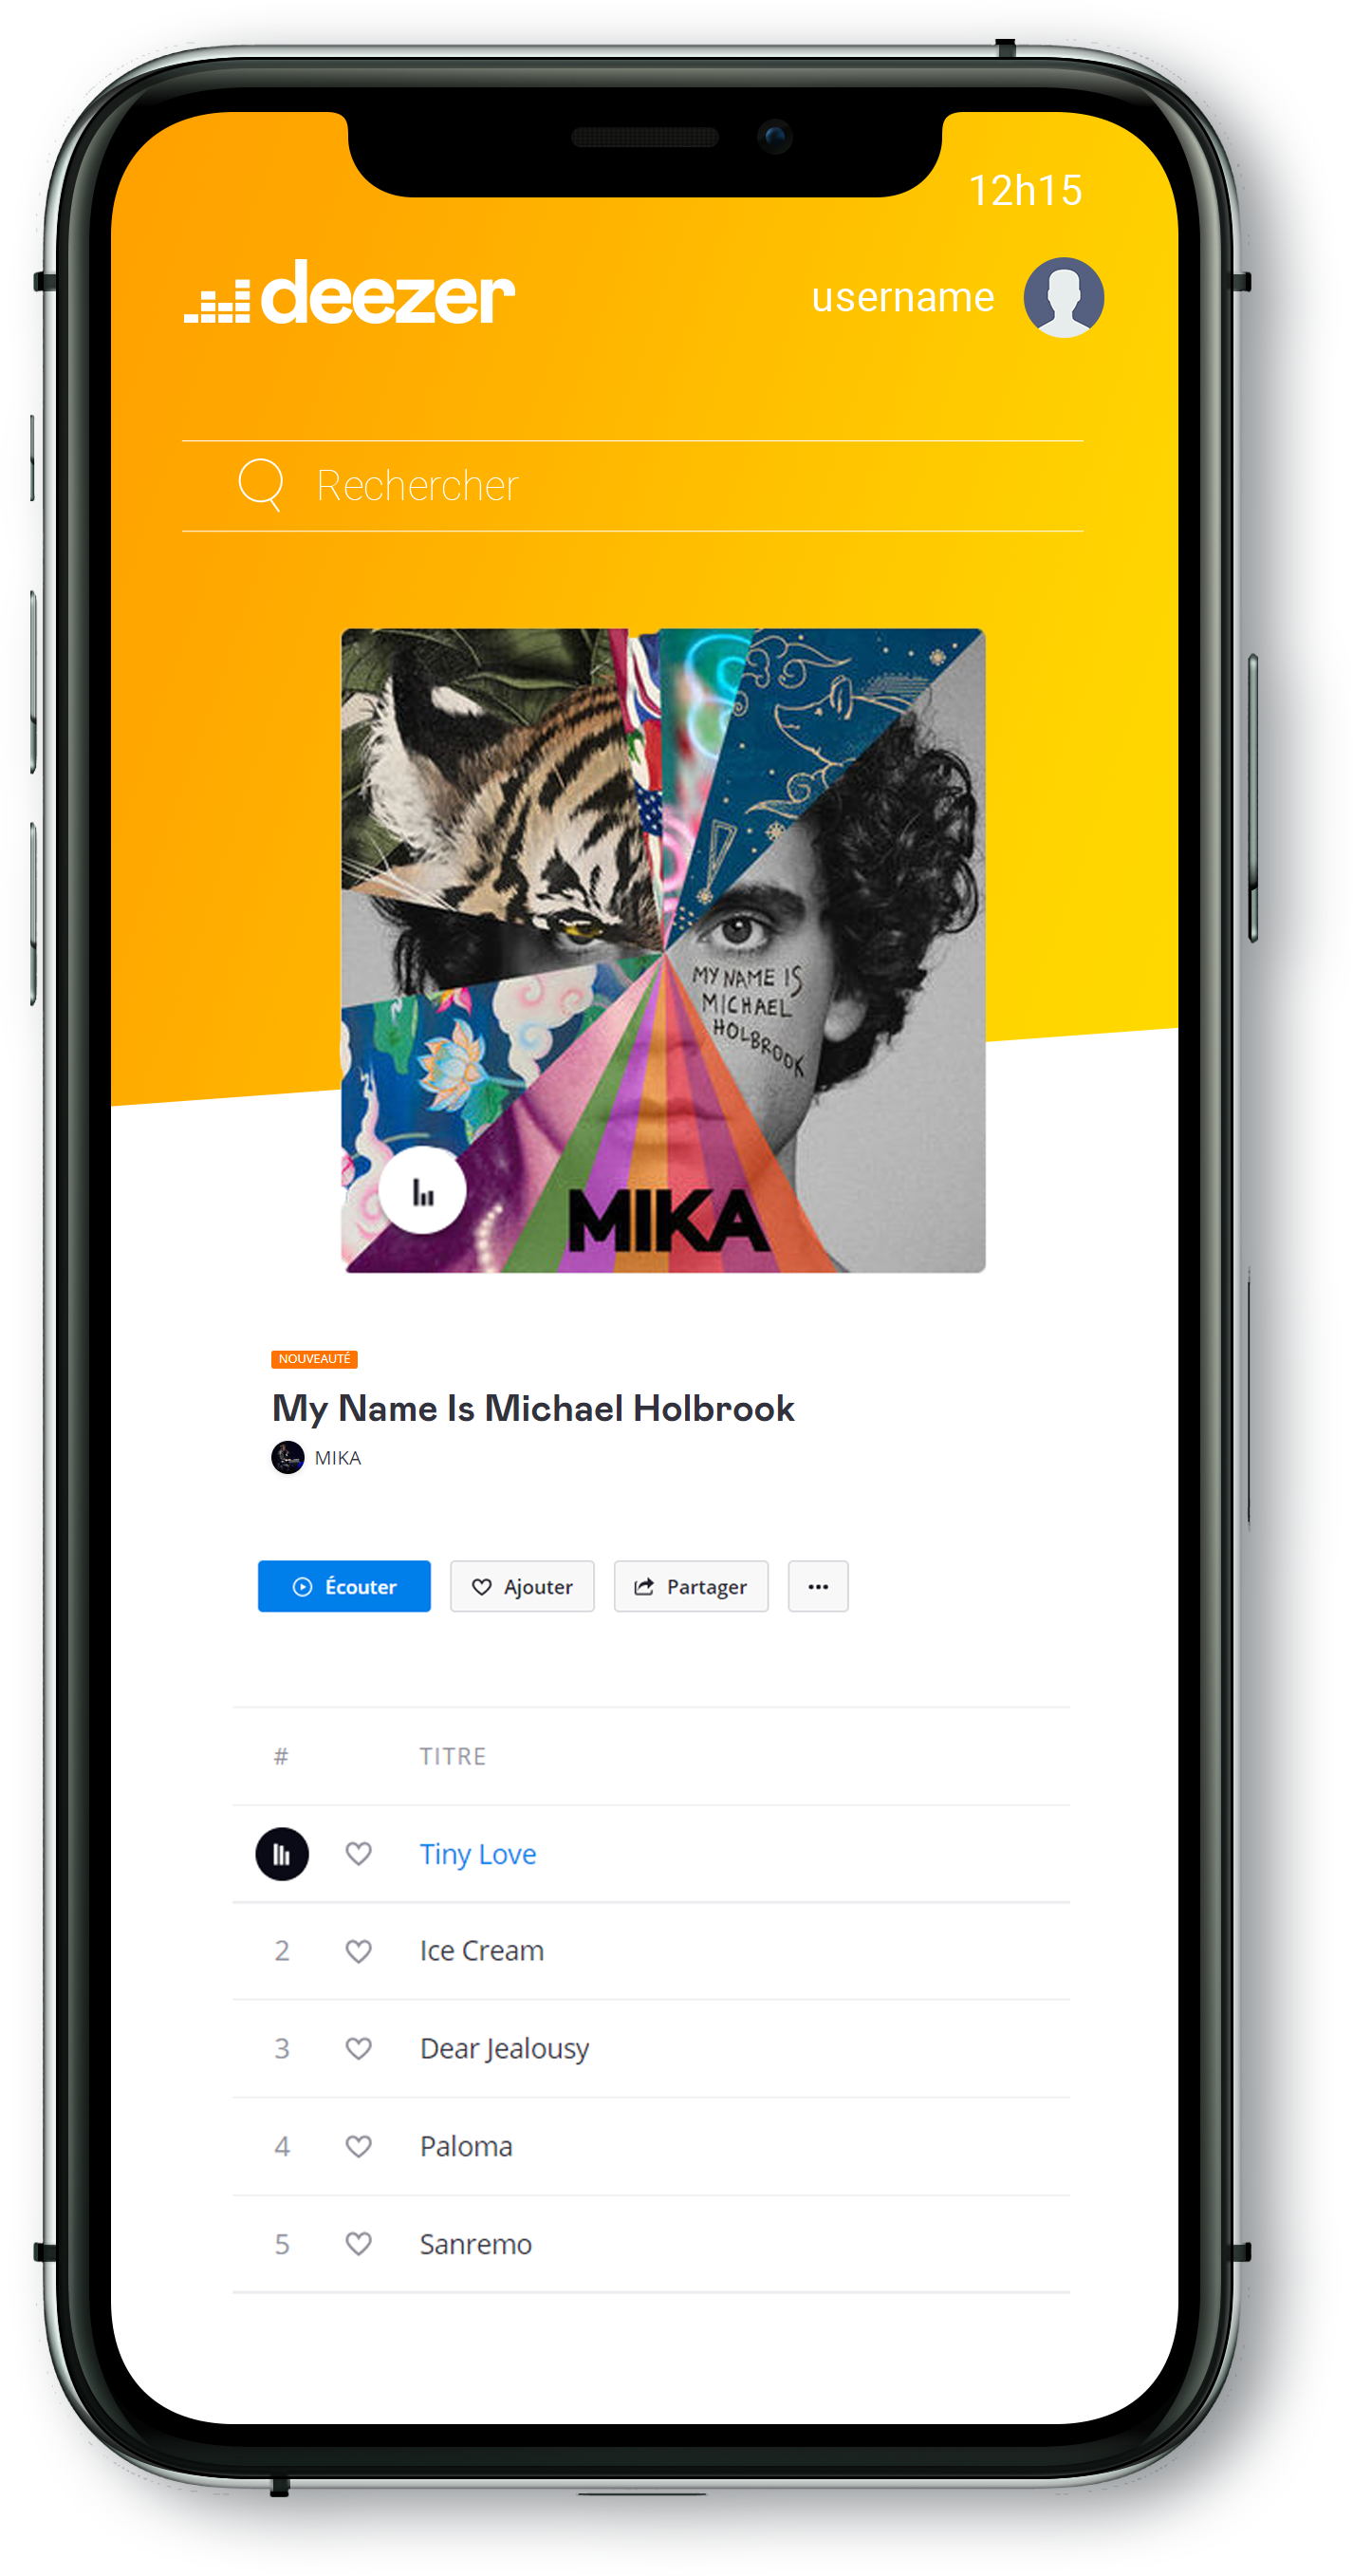 12h15
deezer
username
Rechercher
MY NAME IS
MICHAEL
HOLBROOK
MIKA
NOUVEAUTÉ
My Name Is Michael Holbrook
MIKA
Écouter
Ajouter
Partager
# TITRE
Tiny Love
2 Ice Cream
3 Dear Jealousy
4 Paloma
5 Sanremo